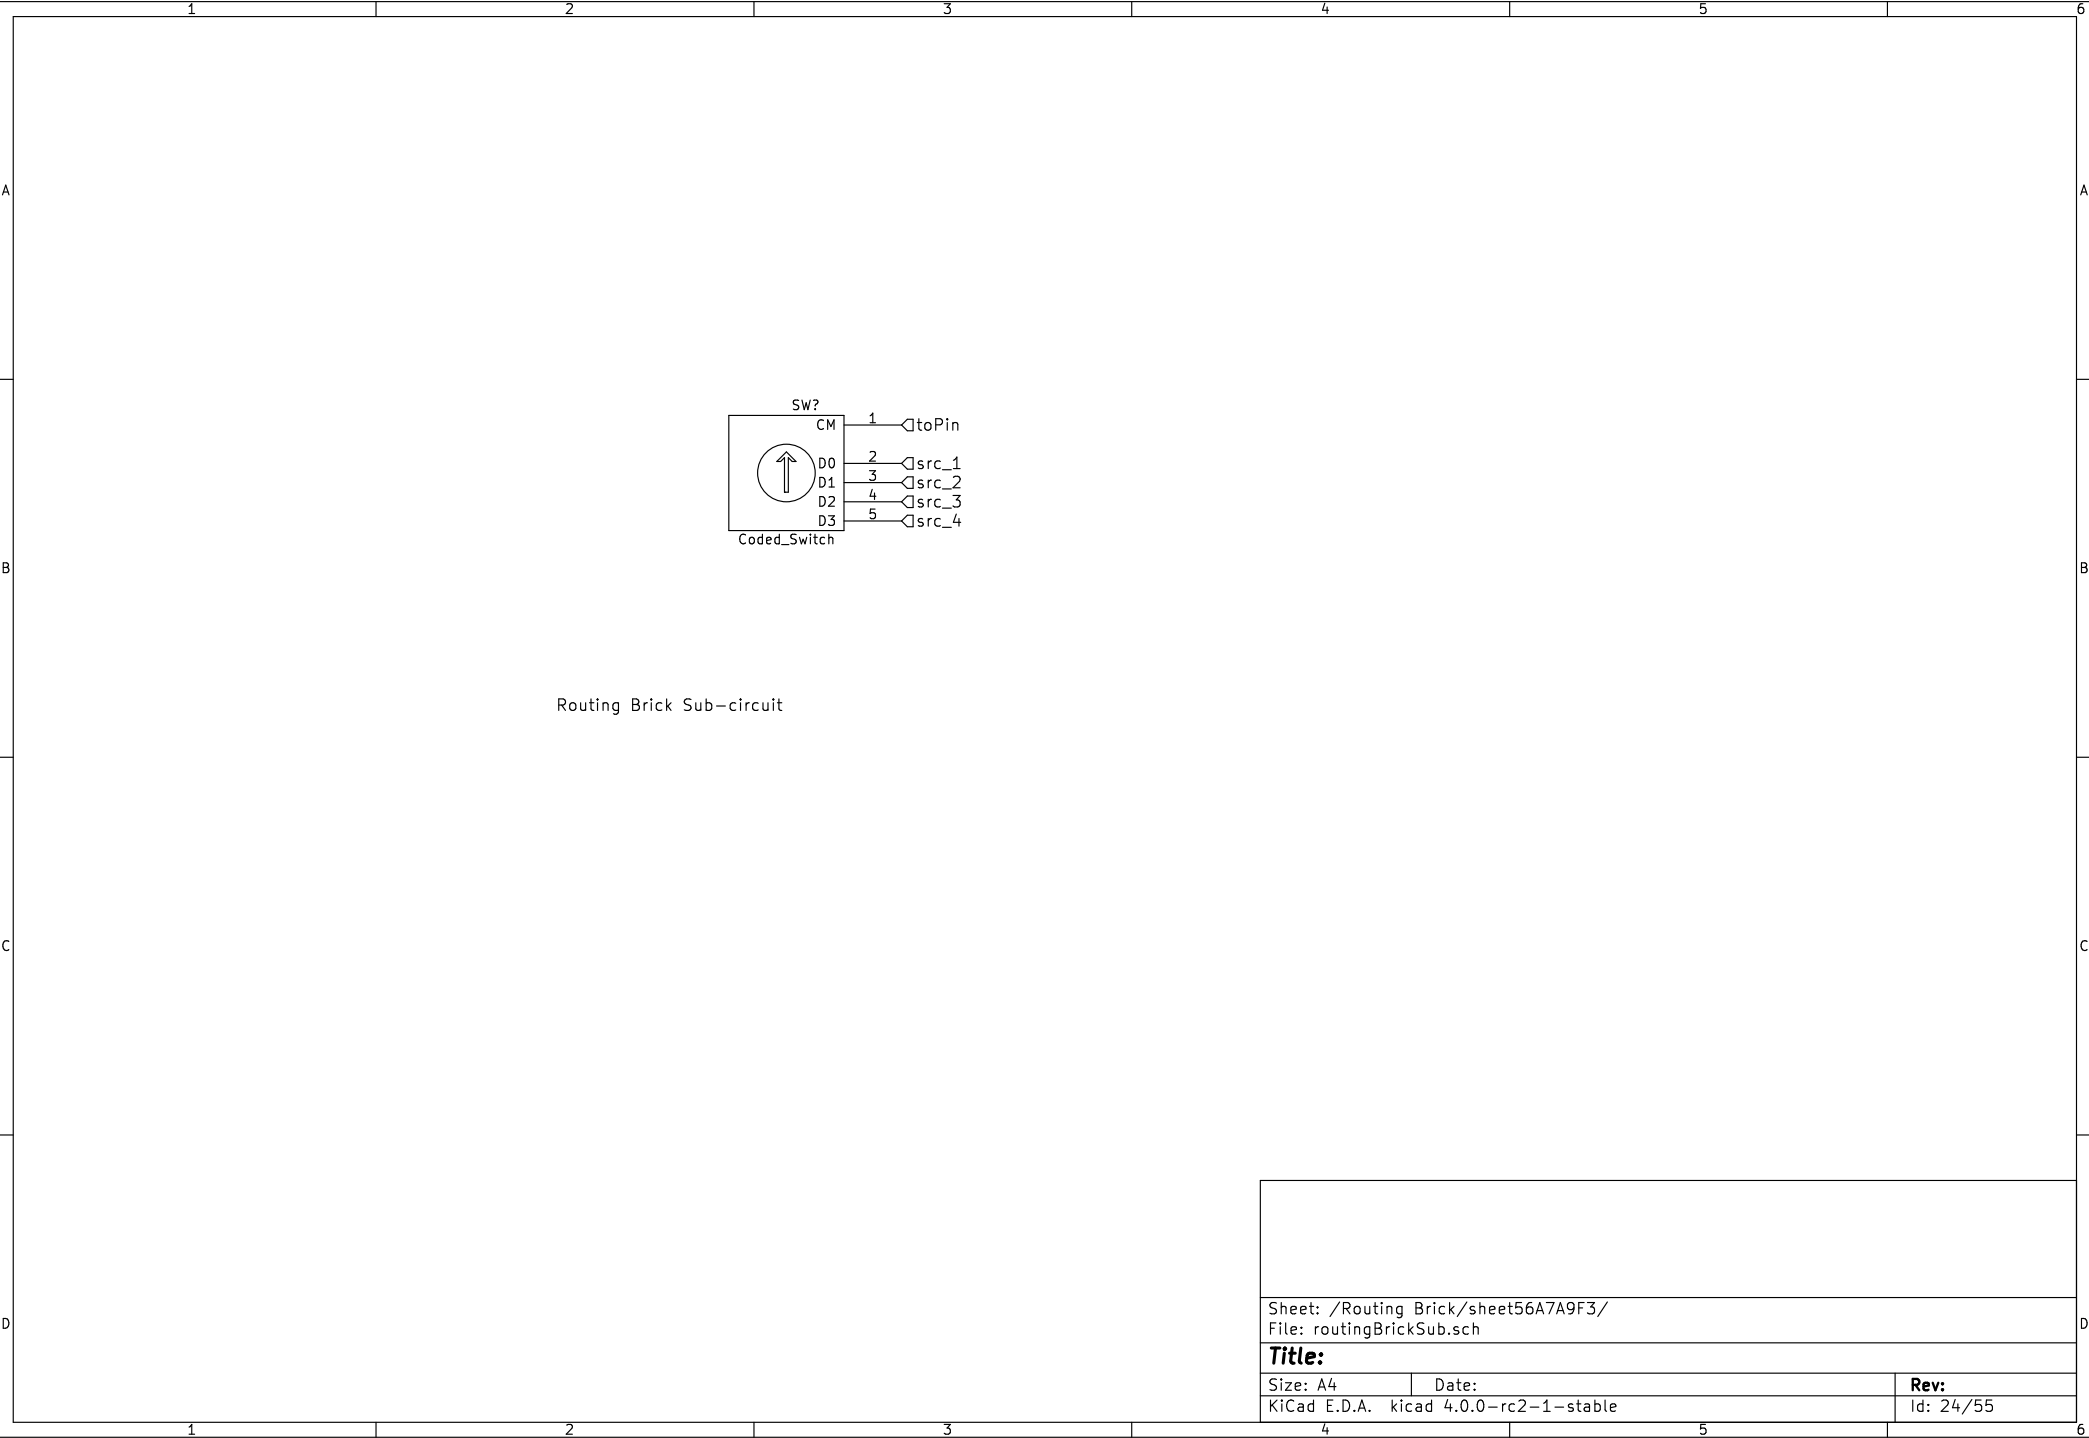 1 2 3 4 5 6
A A
SW?
CM 1 toPin
D0 2 src_1
D1 3 src_2
D2 4 src_3
D3 5 src_4
Coded_Switch
B B
Routing Brick Sub-circuit
C C
Sheet: /Routing Brick/sheet56A7A9F3/
D D
File: routingBrickSub.sch
Title:
Size: A4 Date: Rev:
KiCad E.D.A. kicad 4.0.0-rc2-1-stable Id: 24/55
1 2 3 4 5 6